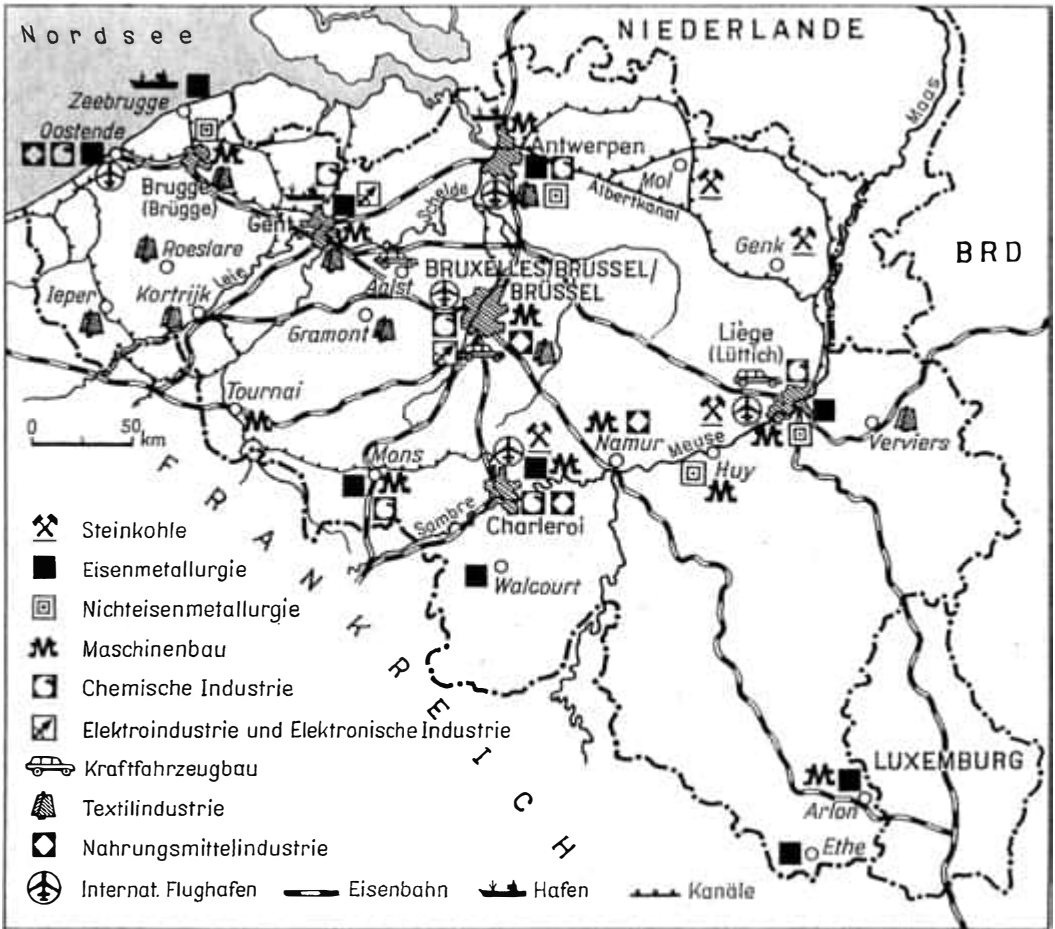 Nordsee
NIEDERLANDE
Maas
Zeebrugge
Oostende
Antwerpen
Brugge
(Brügge)
Schelde
Mol
Albertkanal
Gent
Genk
BRD
Roeslare
Leie
Aalst
BRUXELLES/BRUSSEL/
BRÜSSEL
Ieper
Kortrijk
Gramont
Liège
(Lüttich)
Tournai
0 50
km
Mons
Namur
Meuse
Huy
Verviers
Sambre
Charleroi
Walcourt
FRANKREICH
LUXEMBURG
Arlon
Ethe
Steinkohle
Eisenmetallurgie
Nichteisenmetallurgie
Maschinenbau
Chemische Industrie
Elektroindustrie und Elektronische Industrie
Kraftfahrzeugbau
Textilindustrie
Nahrungsmittelindustrie
Internat. Flughafen Eisenbahn Hafen Kanäle